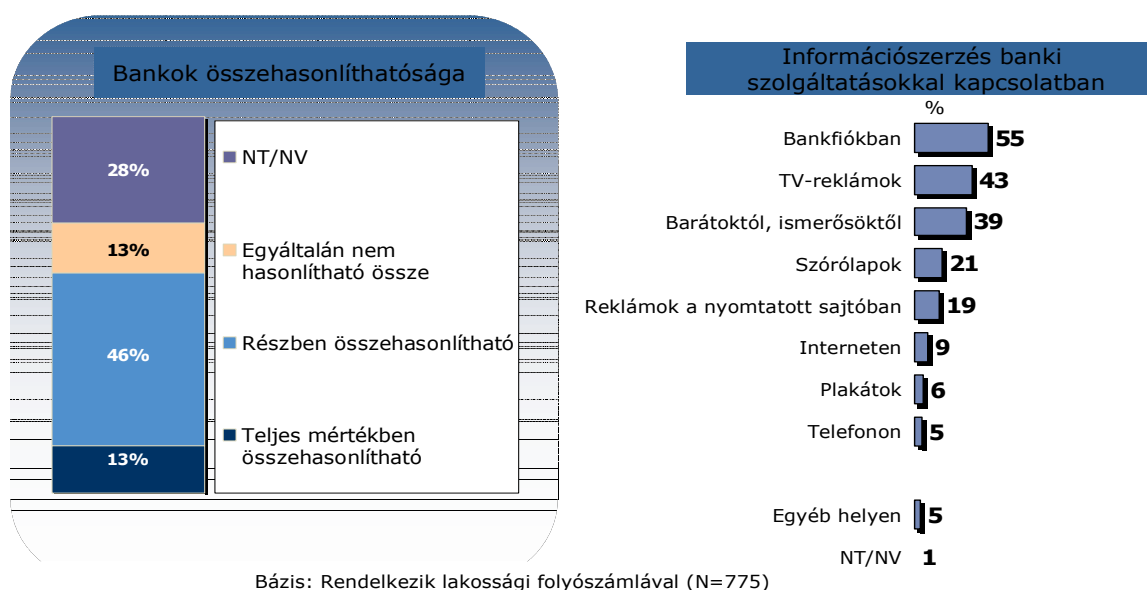 Bankok összehasonlíthatósága
28%
13%
46%
13%
NT/NV
Egyáltalán nem
hasonlítható össze
Részben összehasonlítható
Teljes mértékben
összehasonlítható
Információszerzés banki
szolgáltatásokkal kapcsolatban
%
Bankfiókban 55
TV-reklámok 43
Barátoktól, ismerősöktől 39
Szórólapok 21
Reklámok a nyomtatott sajtóban 19
Interneten 9
Plakátok 6
Telefonon 5
Egyéb helyen 5
NT/NV 1
Bázis: Rendelkezik lakossági folyószámlával (N=775)